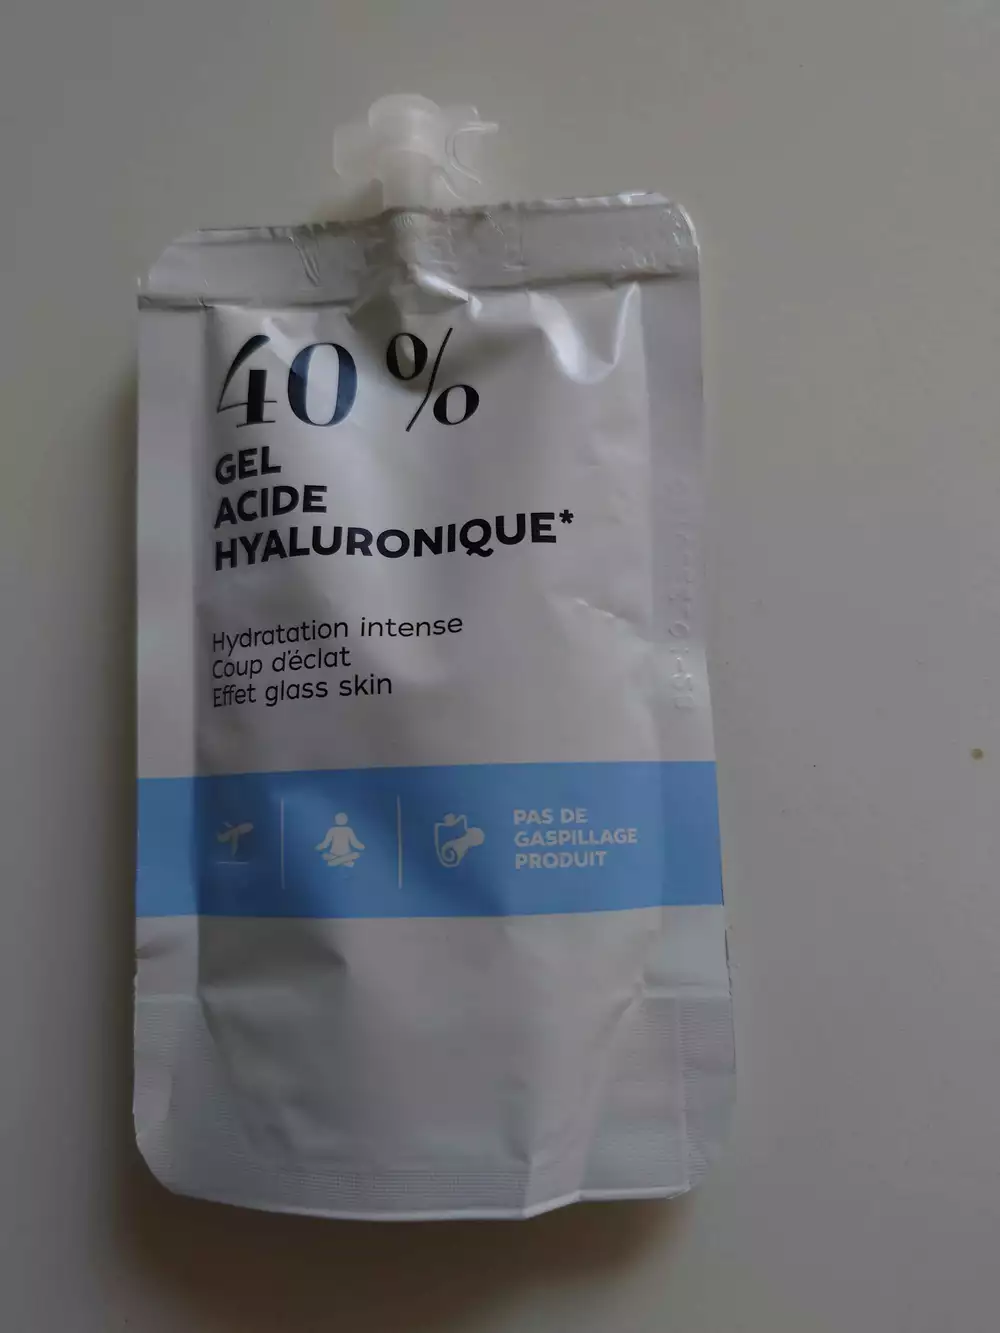 40 %
GEL
ACIDE
HYALURONIQUE*
Hydratation intense
Coup d'éclat
Effet glass skin
PAS DE
GASPILLAGE
PRODUIT